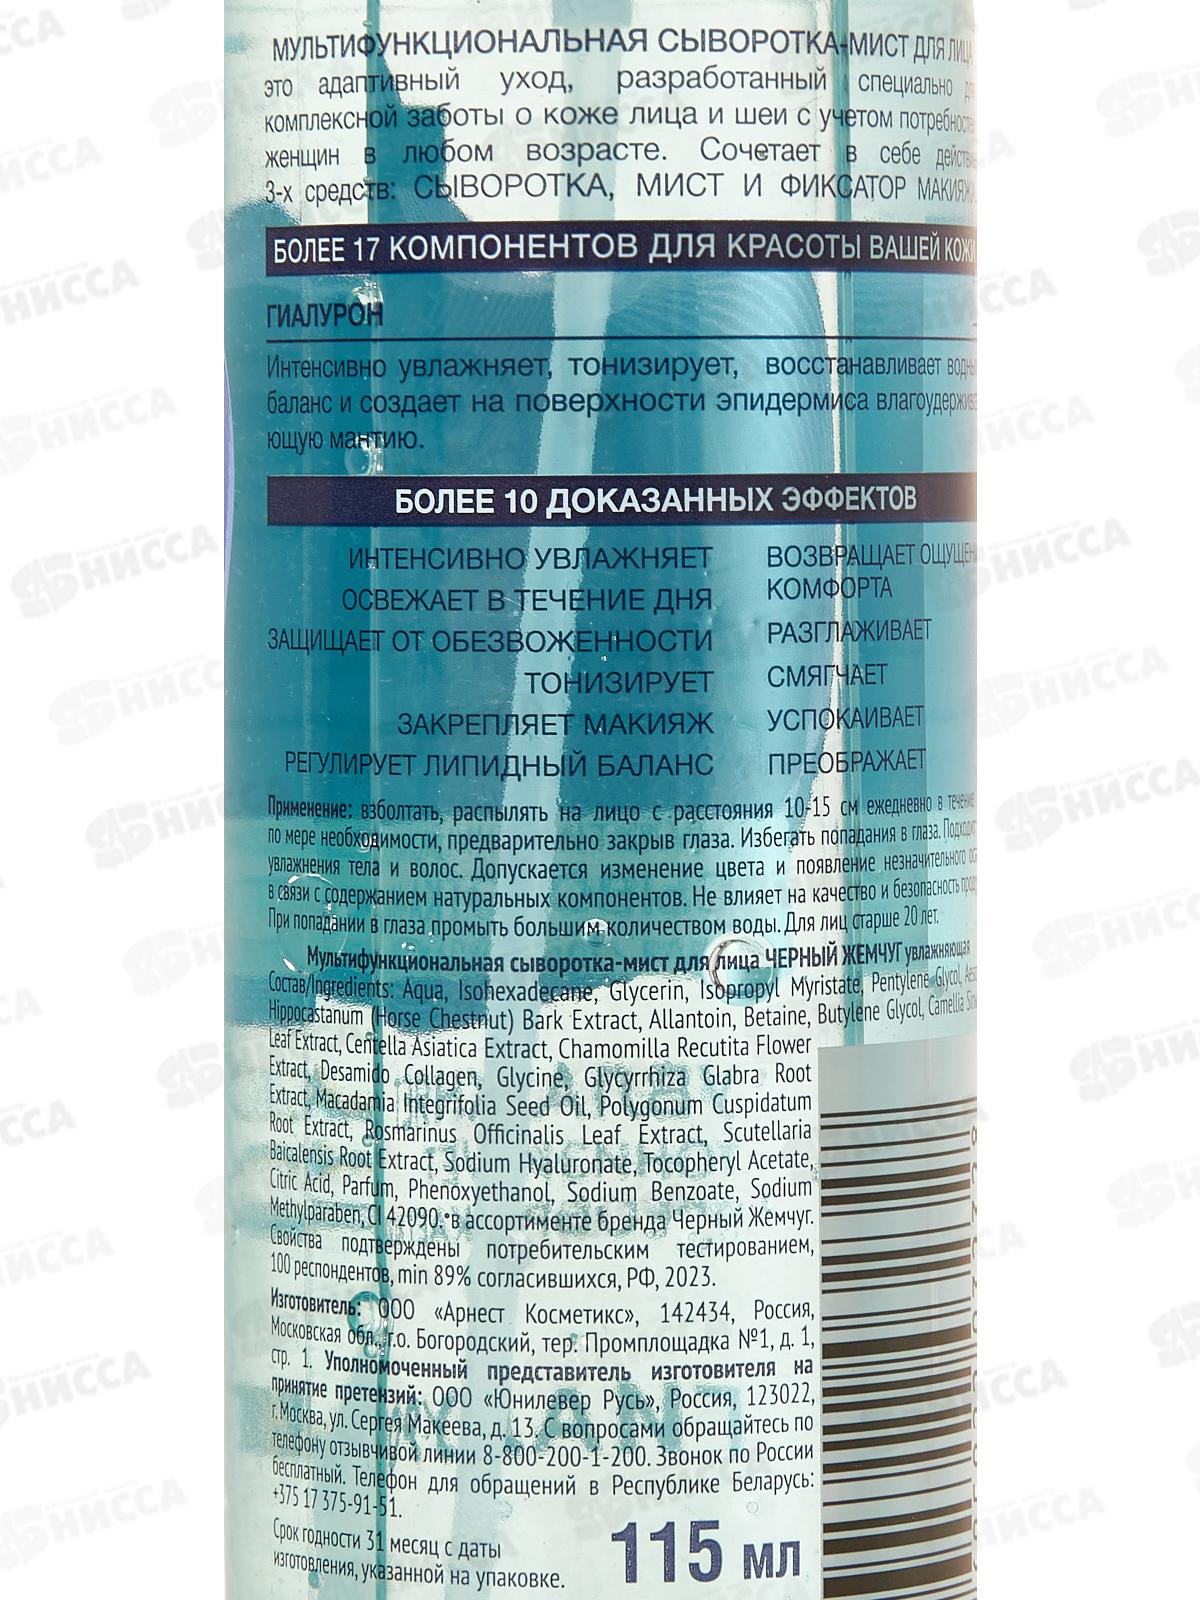 МУЛЬТИФУНКЦИОНАЛЬНАЯ СЫВОРОТКА-МИСТ ДЛЯ ЛИЦА
это адаптивный уход, разработанный специально
комплексной заботы о коже лица и шеи с учетом потребносте
женщин в любом возрасте. Сочетает в себе действ
3-х средств: СЫВОРОТКА, МИСТ И ФИКСАТОР МАКИЯЖА.
БОЛЕЕ 17 КОМПОНЕНТОВ ДЛЯ КРАСОТЫ ВАШЕЙ КОЖИ
ГИАЛУРОН
Интенсивно увлажняет, тонизирует, восстанавливает водны
баланс и создает на поверхности эпидермиса влагоудержива
ющую мантию.
БОЛЕЕ 10 ДОКАЗАННЫХ ЭФФЕКТОВ
ИНТЕНСИВНО УВЛАЖНЯЕТ
ОСВЕЖАЕТ В ТЕЧЕНИЕ ДНЯ
ЗАЩИЩАЕТ ОТ ОБЕЗВОЖЕННОСТИ
ТОНИЗИРУЕТ
ЗАКРЕПЛЯЕТ МАКИЯЖ
РЕГУЛИРУЕТ ЛИПИДНЫЙ БАЛАНС
ВОЗВРАЩАЕТ ОЩУЩЕНИ
КОМФОРТА
РАЗГЛАЖИВАЕТ
СМЯГЧАЕТ
УСПОКАИВАЕТ
ПРЕОБРАЖАЕТ
Применение: взболтать, распылять на лицо с расстояния 10-15 см ежедневно в течение
по мере необходимости, предварительно закрыв глаза. Избегать попадания в глаза. Подходит
увлажнения тела и волос. Допускается изменение цвета и появление незначительного
в связи с содержанием натуральных компонентов. Не влияет на качество и безопасность
При попадании в глаза промыть большим количеством воды. Для лиц старше 20 лет.
Мультифункциональная сыворотка-мист для лица ЧЕРНЫЙ ЖЕМЧУГ увлажняющая
Состав/Ingredients: Aqua, Isohexadecane, Glycerin, Isopropyl Myristate, Pentylene Glycol, Aesc
Hippocastanum (Horse Chestnut) Bark Extract, Allantoin, Betaine, Butylene Glycol, Camellia Sine
Leaf Extract, Centella Asiatica Extract, Chamomilla Recutita Flower
Extract, Desamido Collagen, Glycine, Glycyrrhiza Glabra Root
Extract, Macadamia Integrifolia Seed Oil, Polygonum Cuspidatum
Root Extract, Rosmarinus Officinalis Leaf Extract, Scutellaria
Baicalensis Root Extract, Sodium Hyaluronate, Tocopheryl Acetate,
Citric Acid, Parfum, Phenoxyethanol, Sodium Benzoate, Sodium
Methylparaben, CI 42090. *в ассортименте бренда Черный Жемчуг.
Свойства подтверждены потребительским тестированием,
100 респондентов, min 89% согласившихся, РФ, 2023.
Изготовитель: ООО «Арнест Косметикс», 142434, Россия,
Московская обл., г.о. Богородский, тер. Промплощадка №1, д. 1,
стр. 1. Уполномоченный представитель изготовителя на
принятие претензий: ООО «Юнилевер Русь», Россия, 123022,
г. Москва, ул. Сергея Макеева, д. 13. С вопросами обращайтесь по
телефону отзывчивой линии 8-800-200-1-200. Звонок по России
бесплатный. Телефон для обращений в Республике Беларусь:
+375 17 375-91-51.
Срок годности 31 месяц с даты
изготовления, указанной на упаковке.
115 мл
НИССА